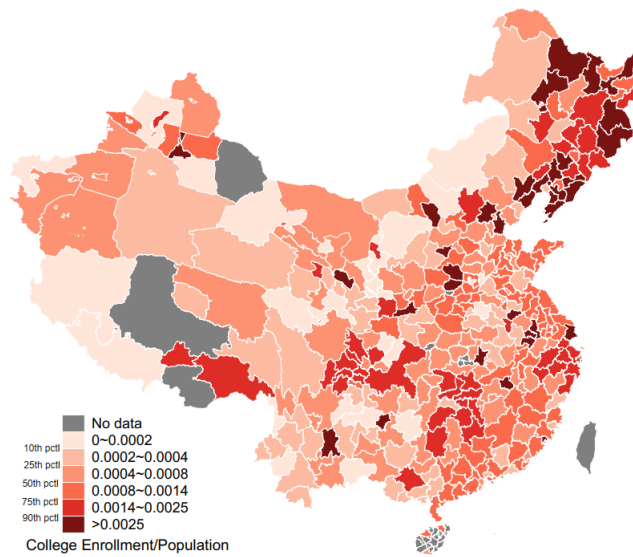 No data
0~0.0002
10th pctl
0.0002~0.0004
25th pctl
0.0004~0.0008
50th pctl
0.0008~0.0014
75th pctl
0.0014~0.0025
90th pctl
>0.0025
College Enrollment/Population